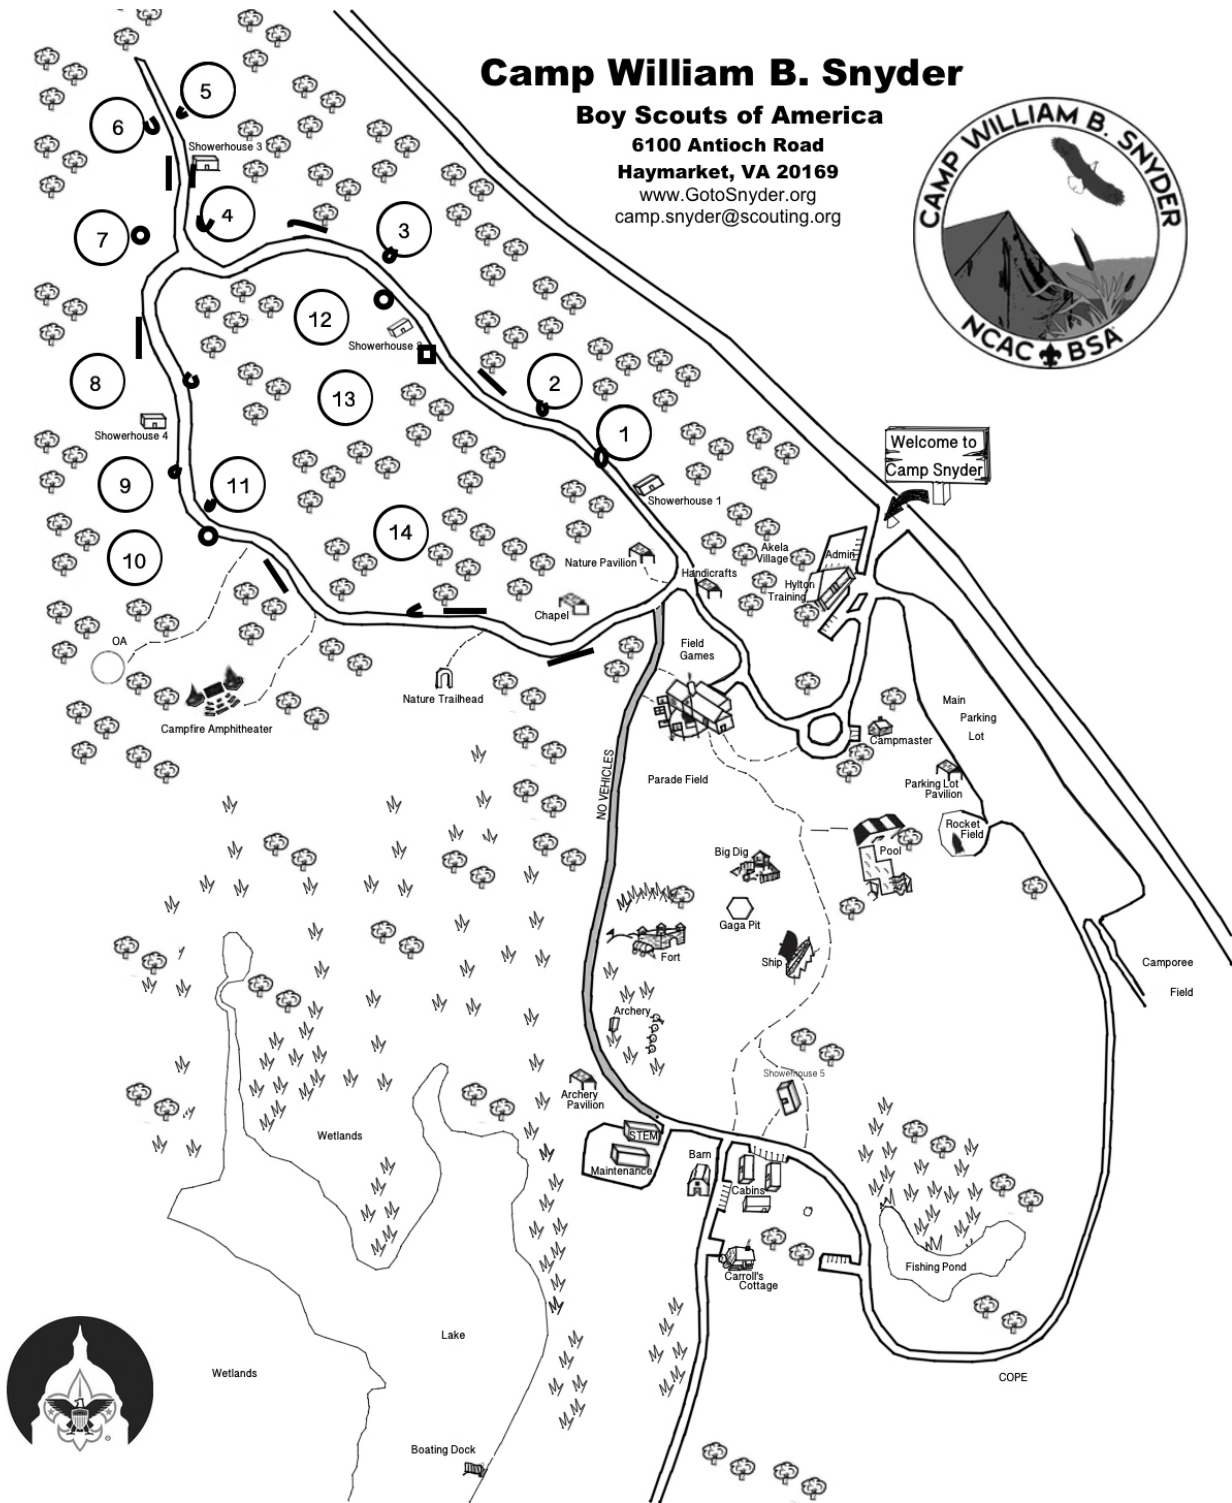 Camp William B. Snyder
Boy Scouts of America
6100 Antioch Road
Haymarket, VA 20169
www.GotoSnyder.org
camp.snyder@scouting.org
CAMP WILLIAM B. SNYDER
NCAC BSA
5
6
Showerhouse 3
4
7
3
12
Showerhouse 2
8
13
2
Showerhouse 4
1
Welcome to
Camp Snyder
9
11
Showerhouse 1
10
14
Nature Pavilion
Akela
Village
Admin
Handicrafts
Hylton
Training
Chapel
OA
Field
Games
Nature Trailhead
Campfire Amphitheater
Main
Parking
Lot
Campmaster
NO VEHICLES
Parade Field
Parking Lot
Pavilion
Rocket
Field
Pool
Big Dig
Gaga Pit
Fort
Ship
Camporee
Field
Archery
Showerhouse 5
Archery
Pavilion
Wetlands
STEM
Maintenance
Barn
Cabins
Carroll's
Cottage
Fishing Pond
Lake
Wetlands
COPE
Boating Dock